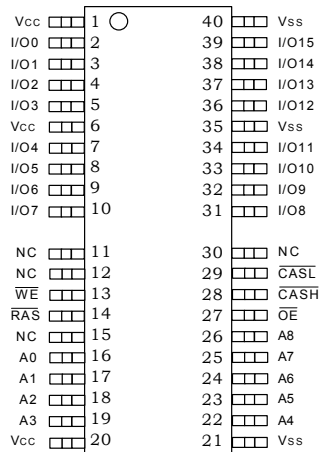 Vcc 1 40 Vss
I/O0 2 39 I/O15
I/O1 3 38 I/O14
I/O2 4 37 I/O13
I/O3 5 36 I/O12
Vcc 6 35 Vss
I/O4 7 34 I/O11
I/O5 8 33 I/O10
I/O6 9 32 I/O9
I/O7 10 31 I/O8
NC 11 30 NC
NC 12 29 CASL
WE 13 28 CASH
RAS 14 27 OE
NC 15 26 A8
A0 16 25 A7
A1 17 24 A6
A2 18 23 A5
A3 19 22 A4
Vcc 20 21 Vss